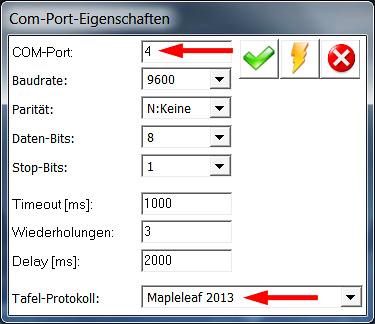 Com-Port-Eigenschaften
COM-Port: 4
Baudrate: 9600
Parität: N:Keine
Daten-Bits: 8
Stop-Bits: 1
Timeout [ms]: 1000
Wiederholungen: 3
Delay [ms]: 2000
Tafel-Protokoll: Mapleleaf 2013